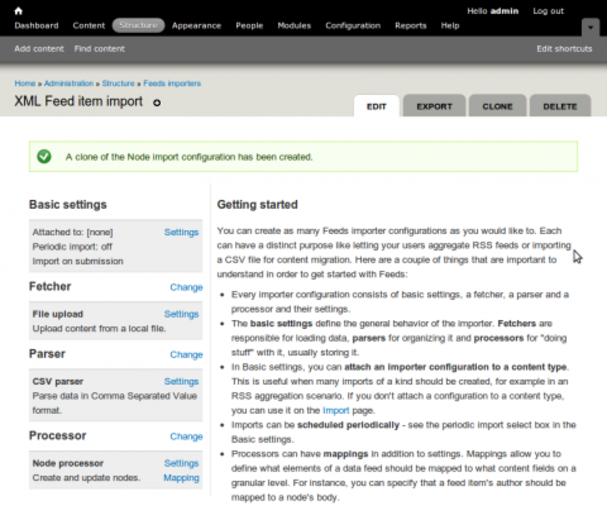 Hello admin Log out
Dashboard Content Structure Appearance People Modules Configuration Reports Help
Add content Find content Edit shortcuts
Home » Administration » Structure » Feeds importers
XML Feed item import
EDIT EXPORT CLONE DELETE
A clone of the Node import configuration has been created.
Basic settings
Attached to: [none] Settings
Periodic import: off
Import on submission
Fetcher Change
File upload Settings
Upload content from a local file.
Parser Change
CSV parser Settings
Parse data in Comma Separated Value
format.
Processor Change
Node processor Settings
Create and update nodes. Mapping
Getting started
You can create as many Feeds importer configurations as you would like to. Each
can have a distinct purpose like letting your users aggregate RSS feeds or importing
a CSV file for content migration. Here are a couple of things that are important to
understand in order to get started with Feeds:
• Every importer configuration consists of basic settings, a fetcher, a parser and a
processor and their settings.
• The basic settings define the general behavior of the importer. Fetchers are
responsible for loading data, parsers for organizing it and processors for "doing
stuff" with it, usually storing it.
• In Basic settings, you can attach an importer configuration to a content type.
This is useful when many imports of a kind should be created, for example in an
RSS aggregation scenario. If you don't attach a configuration to a content type,
you can use it on the Import page.
• Imports can be scheduled periodically - see the periodic import select box in the
Basic settings.
• Processors can have mappings in addition to settings. Mappings allow you to
define what elements of a data feed should be mapped to what content fields on a
granular level. For instance, you can specify that a feed item's author should be
mapped to a node's body.